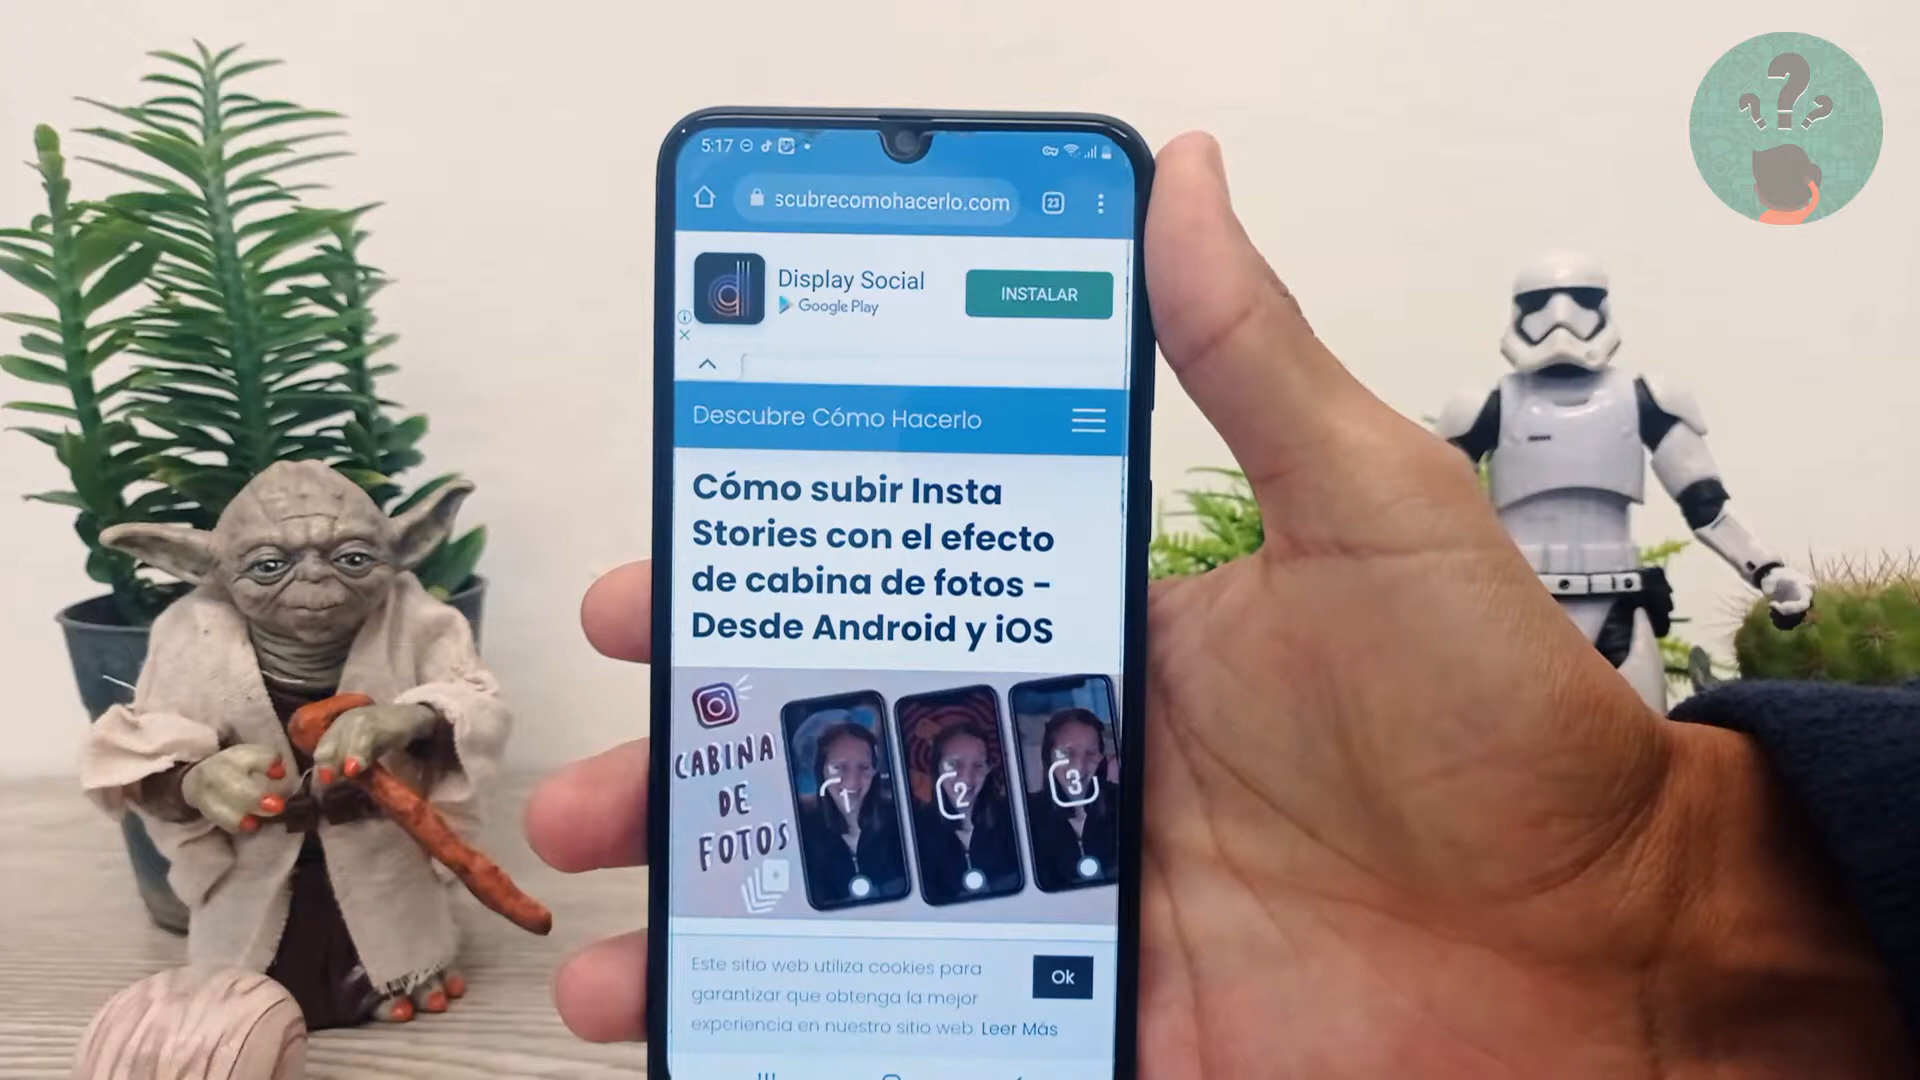 5:17
scubrecomohacerlo.com
23
Display Social
Google Play
INSTALAR
Descubre Cómo Hacerlo
Cómo subir Insta
Stories con el efecto
de cabina de fotos -
Desde Android y iOS
CABINA
DE
FOTOS
1
2
3
Este sitio web utiliza cookies para
garantizar que obtenga la mejor
experiencia en nuestro sitio web. Leer Más
Ok